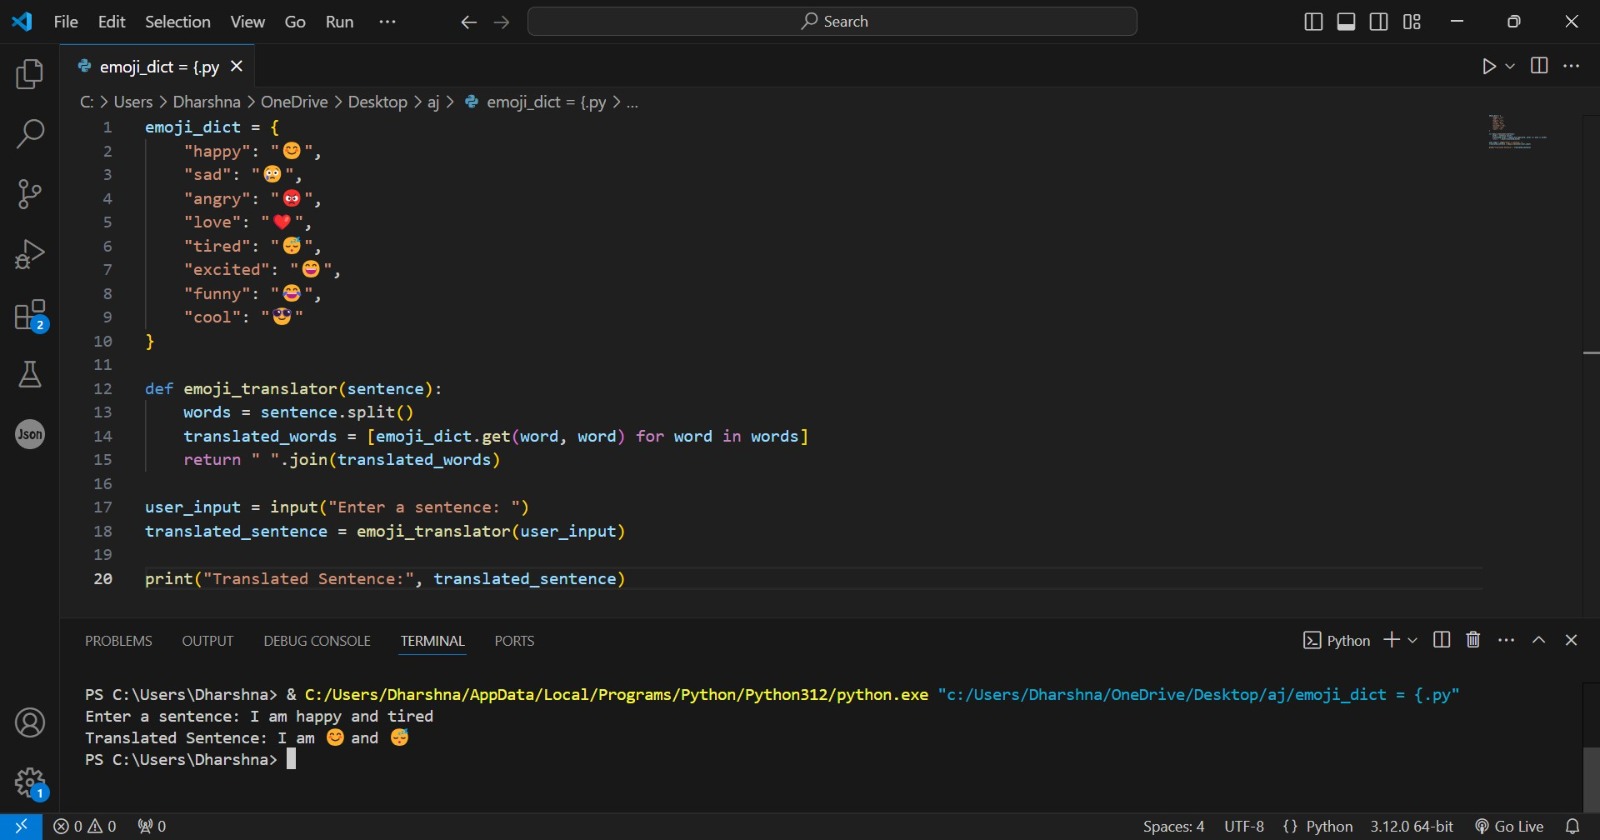 File Edit Selection View Go Run ··· Search
emoji_dict = {.py
C: > Users > Dharshna > OneDrive > Desktop > aj > emoji_dict = {.py > ...
1 emoji_dict = {
2     "happy": "😊",
3     "sad": "😢",
4     "angry": "😡",
5     "love": "❤️",
6     "tired": "😴",
7     "excited": "😄",
8     "funny": "😂",
9     "cool": "😎"
10 }
11
12 def emoji_translator(sentence):
13     words = sentence.split()
14     translated_words = [emoji_dict.get(word, word) for word in words]
15     return " ".join(translated_words)
16
17 user_input = input("Enter a sentence: ")
18 translated_sentence = emoji_translator(user_input)
19
20 print("Translated Sentence:", translated_sentence)
2
Json
PROBLEMS OUTPUT DEBUG CONSOLE TERMINAL PORTS Python
PS C:\Users\Dharshna> & C:/Users/Dharshna/AppData/Local/Programs/Python/Python312/python.exe "c:/Users/Dharshna/OneDrive/Desktop/aj/emoji_dict = {.py"
Enter a sentence: I am happy and tired
Translated Sentence: I am 😊 and 😴
PS C:\Users\Dharshna>
1
0 0 0 Spaces: 4 UTF-8 {} Python 3.12.0 64-bit Go Live